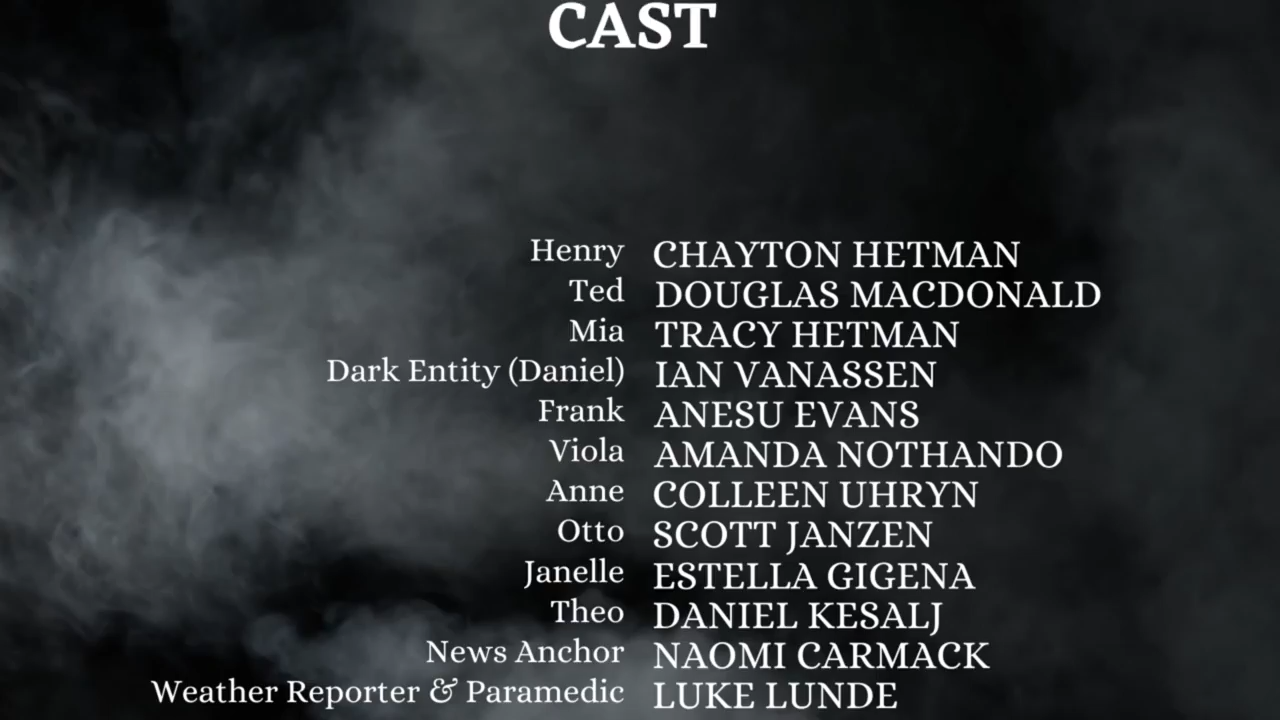 CAST
Henry CHAYTON HETMAN
Ted DOUGLAS MACDONALD
Mia TRACY HETMAN
Dark Entity (Daniel) IAN VANASSEN
Frank ANESU EVANS
Viola AMANDA NOTHANDO
Anne COLLEEN UHRYN
Otto SCOTT JANZEN
Janelle ESTELLA GIGENA
Theo DANIEL KESALJ
News Anchor NAOMI CARMACK
Weather Reporter & Paramedic LUKE LUNDE